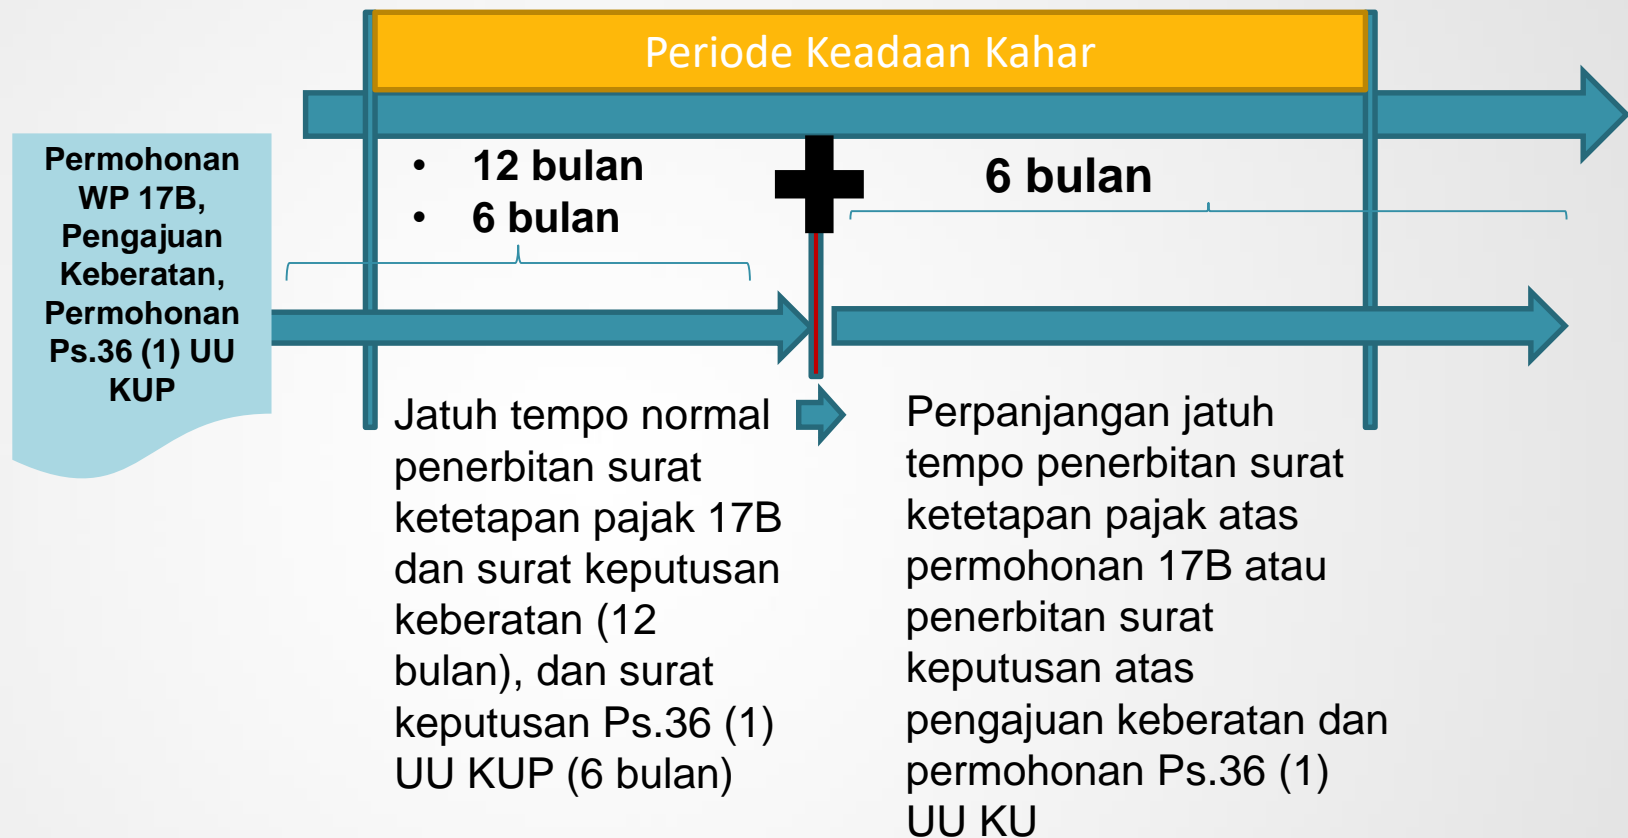 Periode Keadaan Kahar
Permohonan
WP 17B,
Pengajuan
Keberatan,
Permohonan
Ps.36 (1) UU
KUP
• 12 bulan
• 6 bulan
6 bulan
Jatuh tempo normal
penerbitan surat
ketetapan pajak 17B
dan surat keputusan
keberatan (12
bulan), dan surat
keputusan Ps.36 (1)
UU KUP (6 bulan)
Perpanjangan jatuh
tempo penerbitan surat
ketetapan pajak atas
permohonan 17B atau
penerbitan surat
keputusan atas
pengajuan keberatan dan
permohonan Ps.36 (1)
UU KU